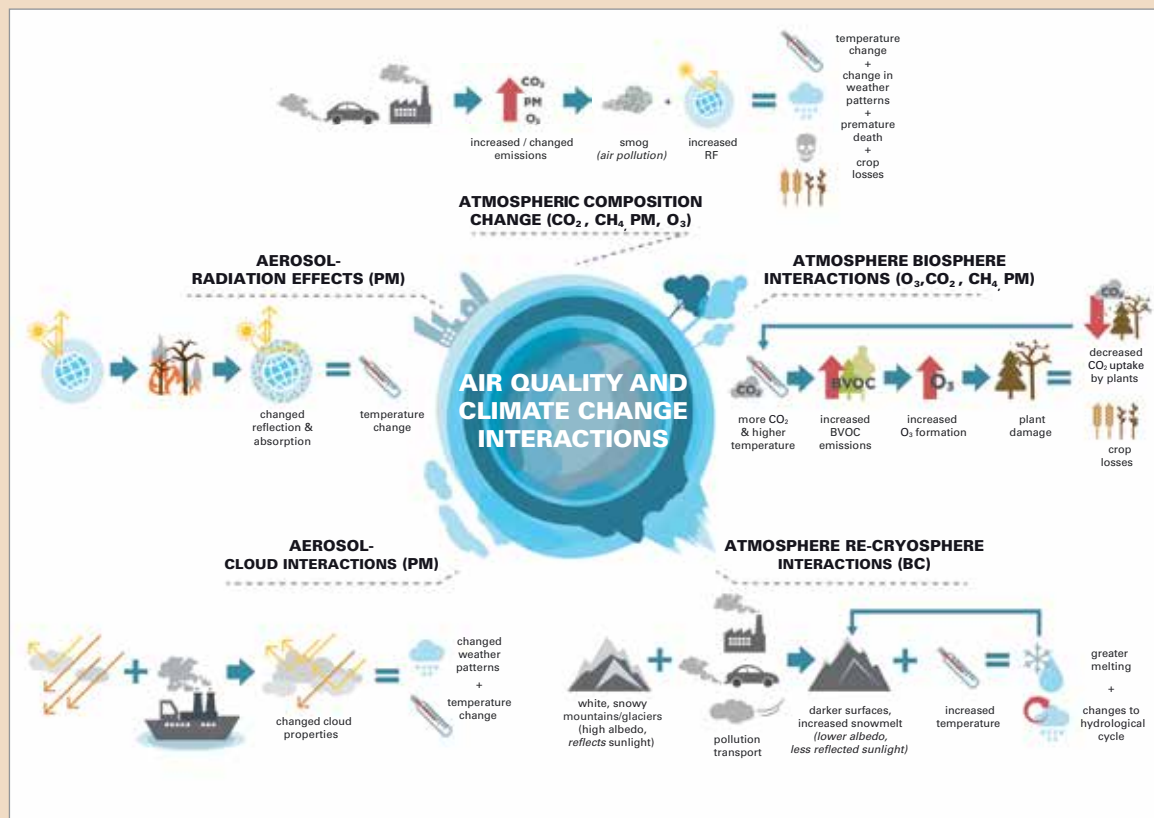 CO₂
PM
O₃
increased / changed
emissions
smog
(air pollution)
+
increased
RF
=
temperature
change
+
change in
weather
patterns
+
premature
death
+
crop
losses
ATMOSPHERIC COMPOSITION
CHANGE (CO₂ , CH₄, PM, O₃)
AEROSOL-
RADIATION EFFECTS (PM)
=
changed
reflection &
absorption
temperature
change
ATMOSPHERE BIOSPHERE
INTERACTIONS (O₃,CO₂ , CH₄, PM)
CO₂
decreased
CO₂ uptake
by plants
CO₂
BVOC
O₃
=
more CO₂
& higher
temperature
increased
BVOC
emissions
increased
O₃ formation
plant
damage
crop
losses
AIR QUALITY AND
CLIMATE CHANGE
INTERACTIONS
AEROSOL-
CLOUD INTERACTIONS (PM)
+
changed cloud
properties
=
changed
weather
patterns
+
temperature
change
ATMOSPHERE RE-CRYOSPHERE
INTERACTIONS (BC)
white, snowy
mountains/glaciers
(high albedo,
reflects sunlight)
+
pollution
transport
darker surfaces,
increased snowmelt
(lower albedo,
less reflected sunlight)
+
increased
temperature
=
greater
melting
+
changes to
hydrological
cycle